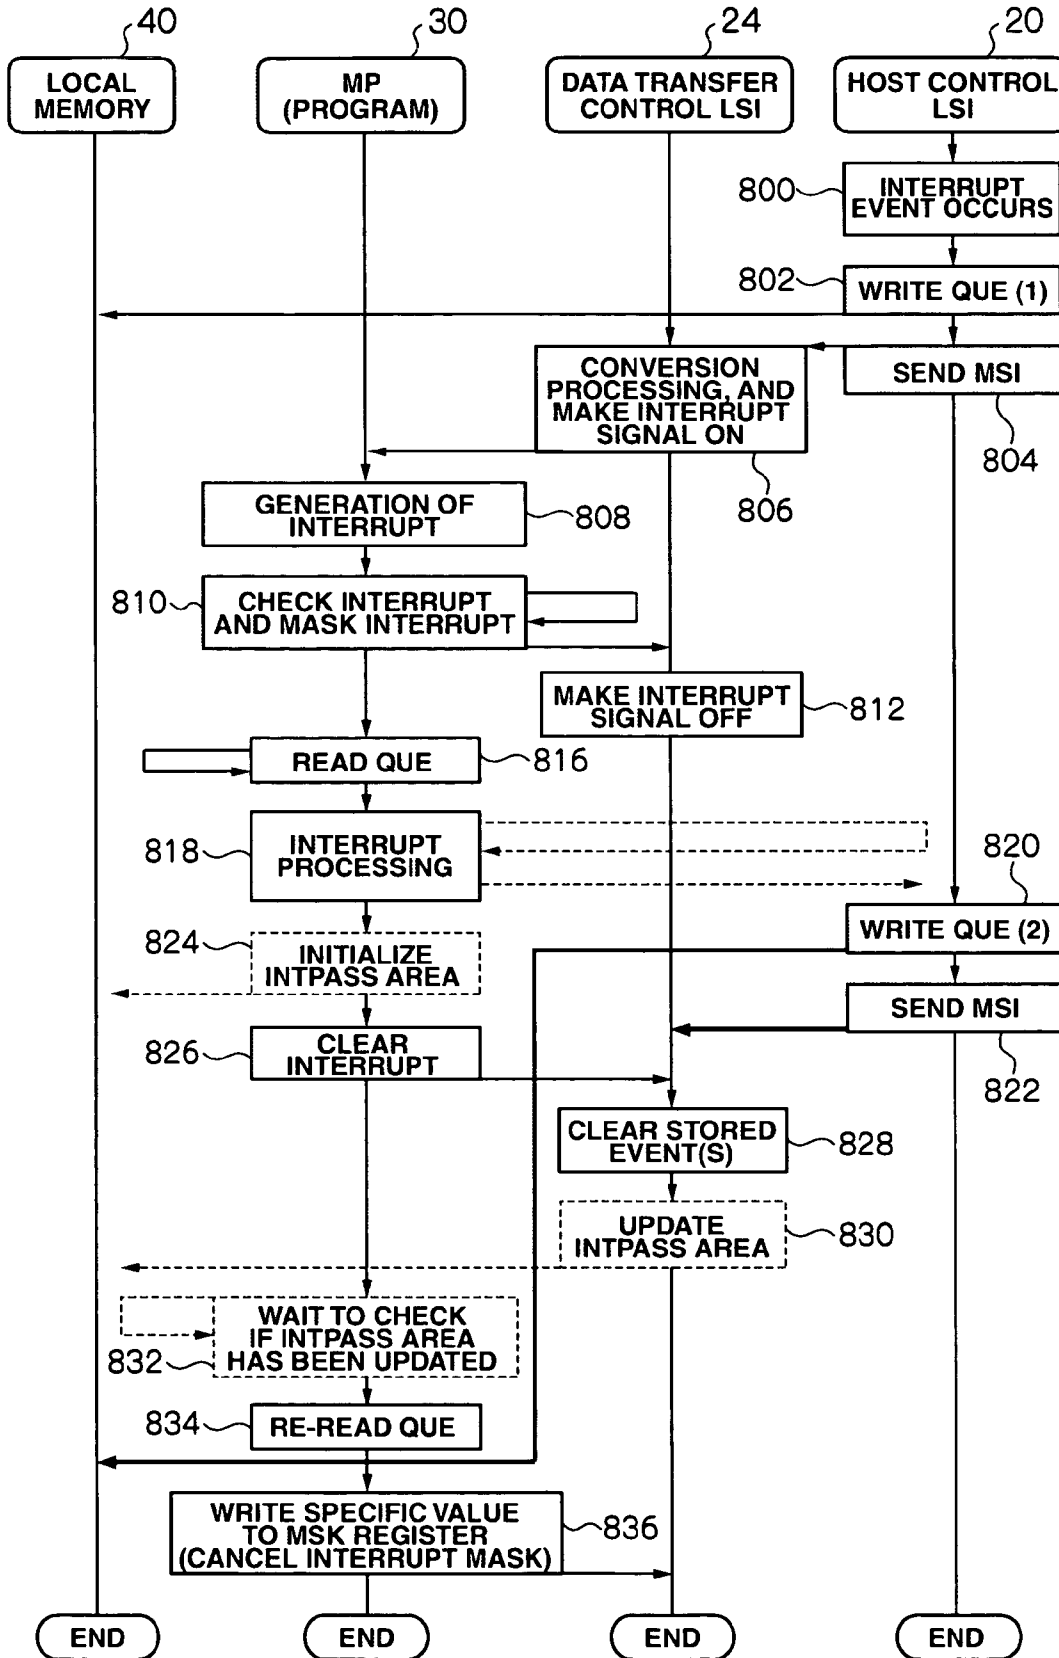 40
30
24
20
LOCAL
MEMORY
MP
(PROGRAM)
DATA TRANSFER
CONTROL LSI
HOST CONTROL
LSI
800
INTERRUPT
EVENT OCCURS
802
WRITE QUE (1)
CONVERSION
PROCESSING, AND
MAKE INTERRUPT
SIGNAL ON
SEND MSI
804
806
GENERATION OF
INTERRUPT
808
810
CHECK INTERRUPT
AND MASK INTERRUPT
MAKE INTERRUPT
SIGNAL OFF
812
READ QUE
816
818
INTERRUPT
PROCESSING
820
WRITE QUE (2)
824
INITIALIZE
INTPASS AREA
SEND MSI
822
826
CLEAR
INTERRUPT
CLEAR STORED
EVENT(S)
828
UPDATE
INTPASS AREA
830
WAIT TO CHECK
IF INTPASS AREA
HAS BEEN UPDATED
832
834
RE-READ QUE
WRITE SPECIFIC VALUE
TO MSK REGISTER
(CANCEL INTERRUPT MASK)
836
END
END
END
END